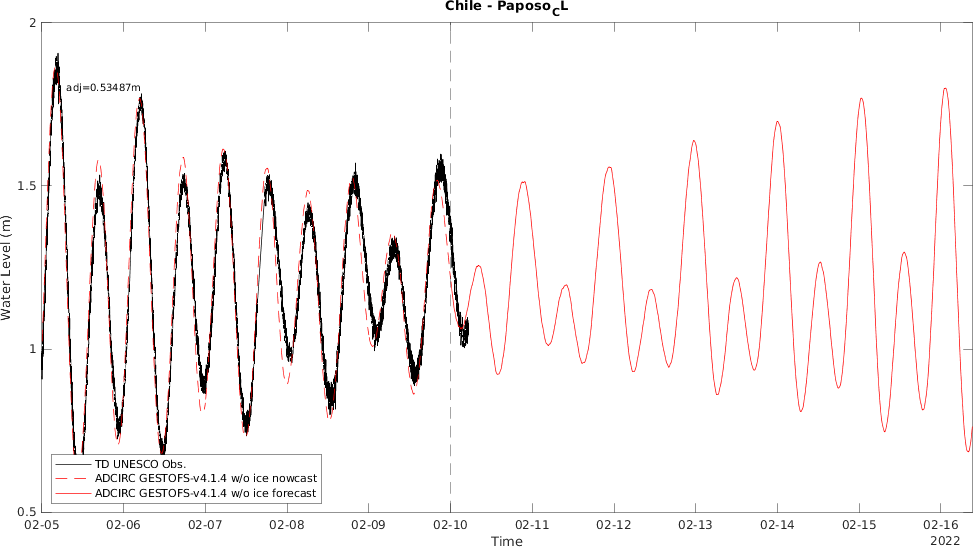 Chile - Paposo_CL
adj=0.53487m
2
1.5
1
0.5
Water Level (m)
TD UNESCO Obs.
ADCIRC GESTOFS-v4.1.4 w/o ice nowcast
ADCIRC GESTOFS-v4.1.4 w/o ice forecast
02-05 02-06 02-07 02-08 02-09 02-10 02-11 02-12 02-13 02-14 02-15 02-16
Time
2022